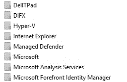 DellTPad
DIFX
Hyper-V
Internet Explorer
Managed Defender
Microsoft
Microsoft Analysis Services
Microsoft Forefront Identity Manager